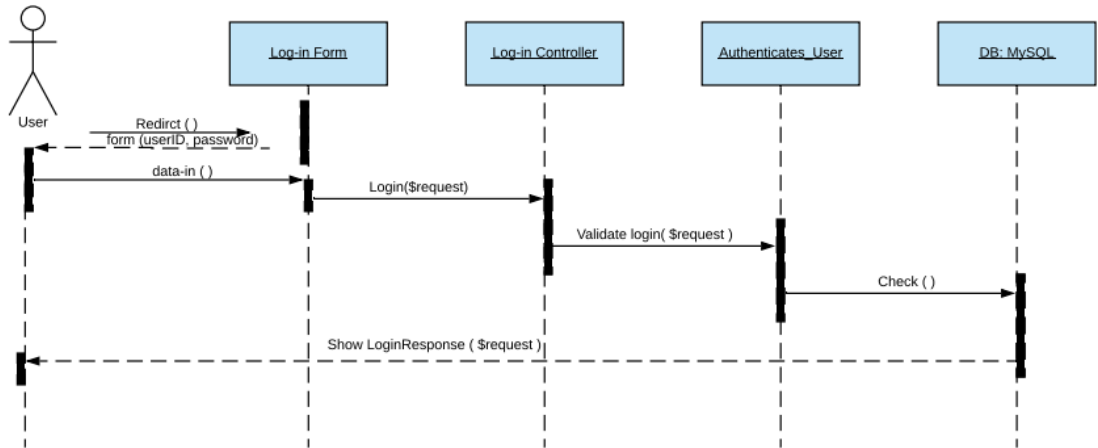 Log-in Form
Log-in Controller
Authenticates_User
DB: MySQL
User
Redirct ( )
form (userID, password)
data-in ( )
Login($request)
Validate login( $request )
Check ( )
Show LoginResponse ( $request )